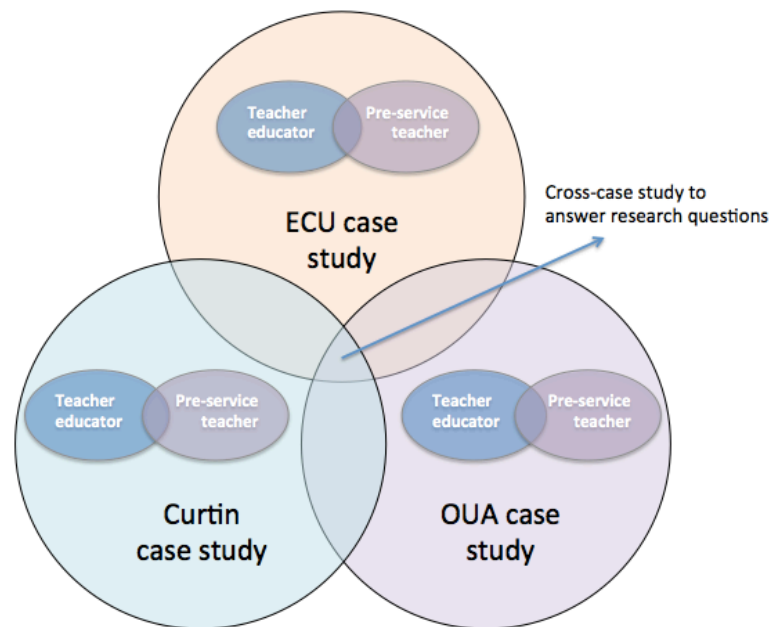 Teacher
educator
Pre-service
teacher
ECU case
study
Cross-case study to
answer research questions
Teacher
educator
Pre-service
teacher
Curtin
case study
Teacher
educator
Pre-service
teacher
OUA case
study